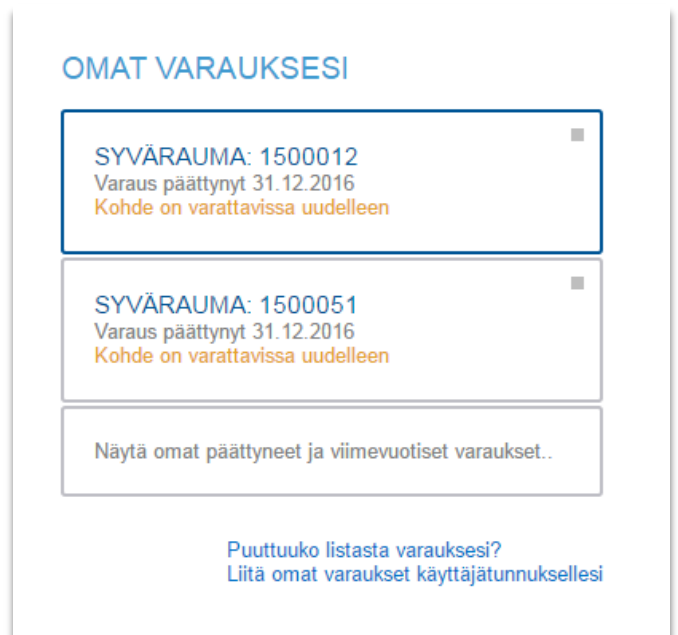 OMAT VARAUKSESI
SYVÄRAUMA: 1500012
Varaus päättynyt 31.12.2016
Kohde on varattavissa uudelleen
SYVÄRAUMA: 1500051
Varaus päättynyt 31.12.2016
Kohde on varattavissa uudelleen
Näytä omat päättyneet ja viimevuotiset varaukset..
Puuttuuko listasta varauksesi?
Liitä omat varaukset käyttäjätunnuksellesi